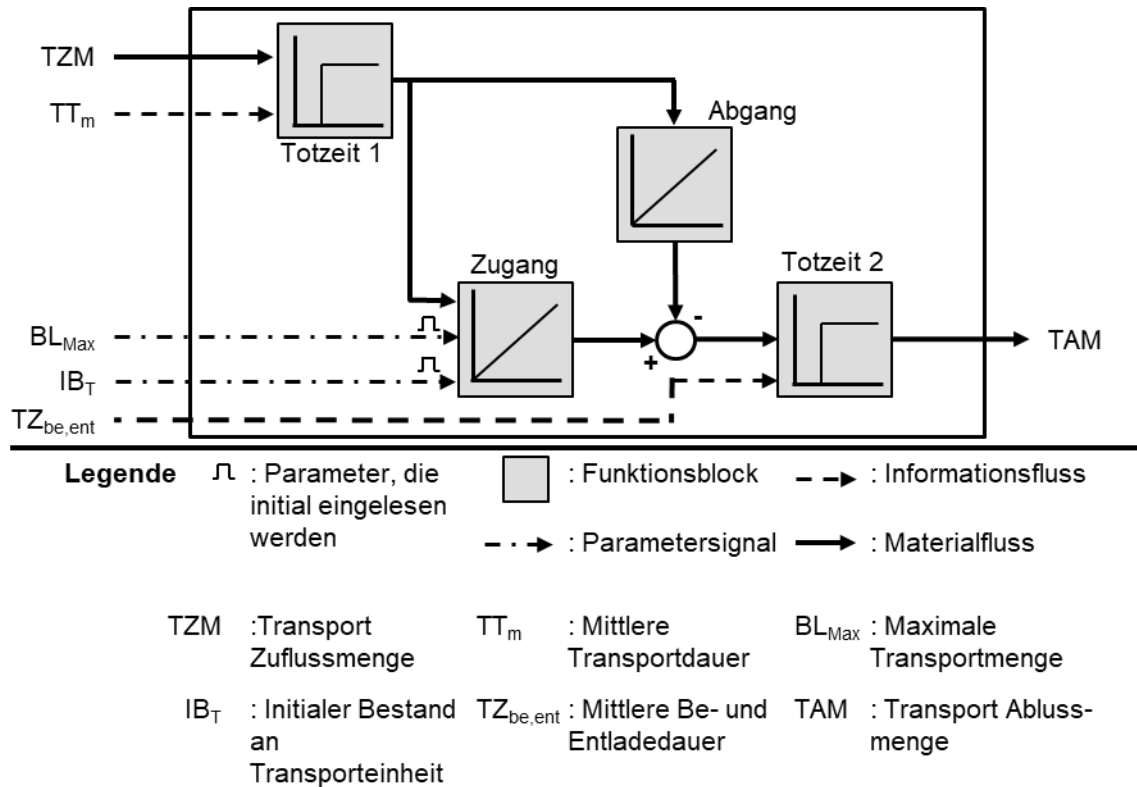 TZM
TTm
Totzeit 1
Abgang
Zugang
Totzeit 2
BLMax
IBT
TZbe,ent
-
+
TAM
Legende
: Parameter, die
initial eingelesen
werden
: Funktionsblock
: Informationsfluss
: Parametersignal
: Materialfluss
TZM :Transport
Zuflussmenge
TTm : Mittlere
Transportdauer
BLMax : Maximale
Transportmenge
IBT : Initialer Bestand
an
Transporteinheit
TZbe,ent : Mittlere Be- und
Entladedauer
TAM : Transport Ablussmenge